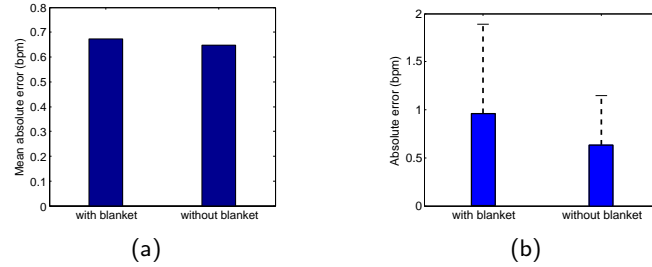 0.8
0.7
0.6
0.5
0.4
0.3
0.2
0.1
0
Mean absolute error (bpm)
with blanket without blanket
(a)
2
1.5
1
0.5
0
Absolute error (bpm)
with blanket without blanket
(b)